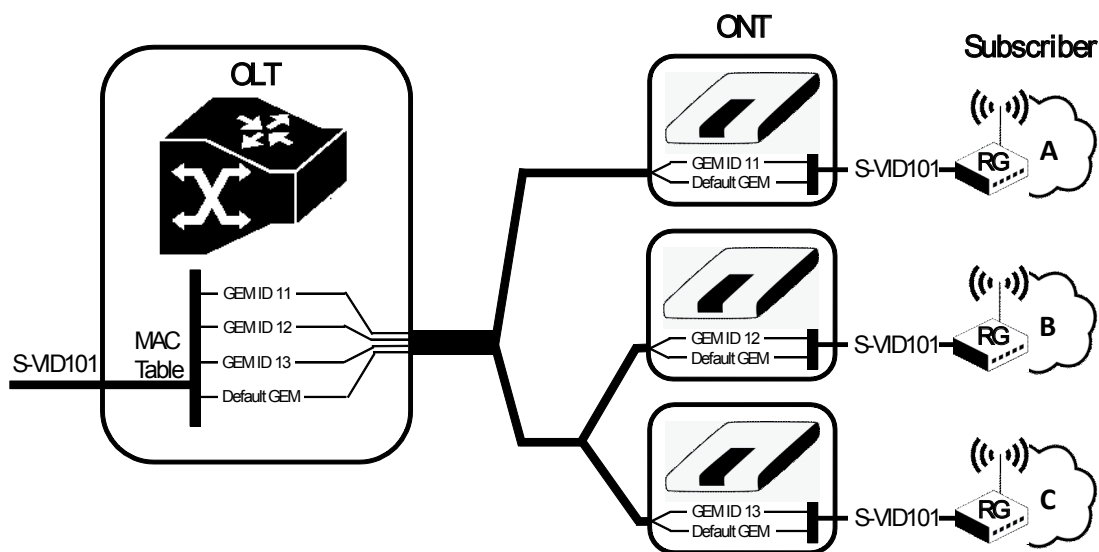 OLT
ONT
Subscriber
GEM ID 11
Default GEM
S-VID101
RG
A
GEM ID 11
GEM ID 12
GEM ID 13
Default GEM
MAC
Table
S-VID101
GEM ID 12
Default GEM
S-VID101
RG
B
GEM ID 13
Default GEM
S-VID101
RG
C